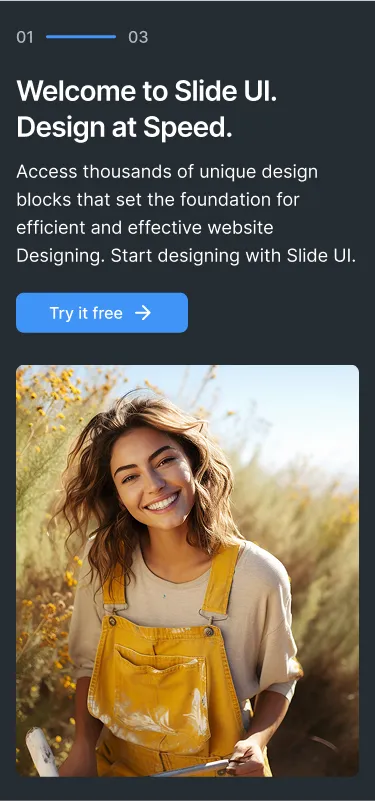 01 03
Welcome to Slide UI.
Design at Speed.
Access thousands of unique design
blocks that set the foundation for
efficient and effective website
Designing. Start designing with Slide UI.
Try it free